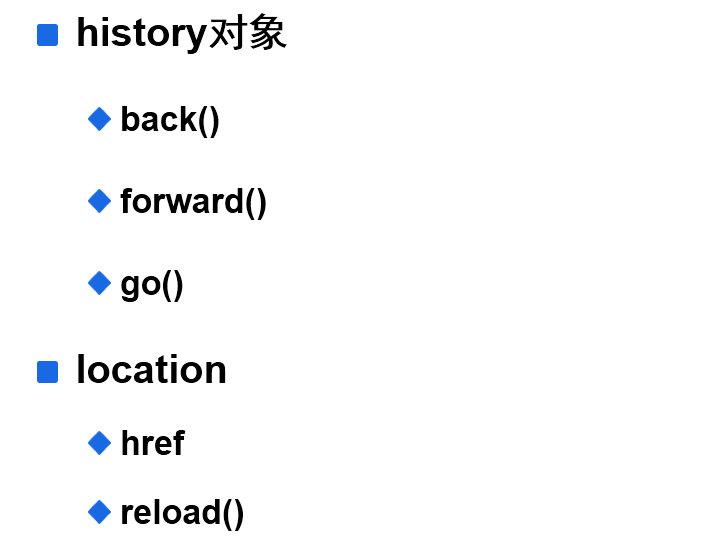 history对象
back()
forward()
go()
location
href
reload()